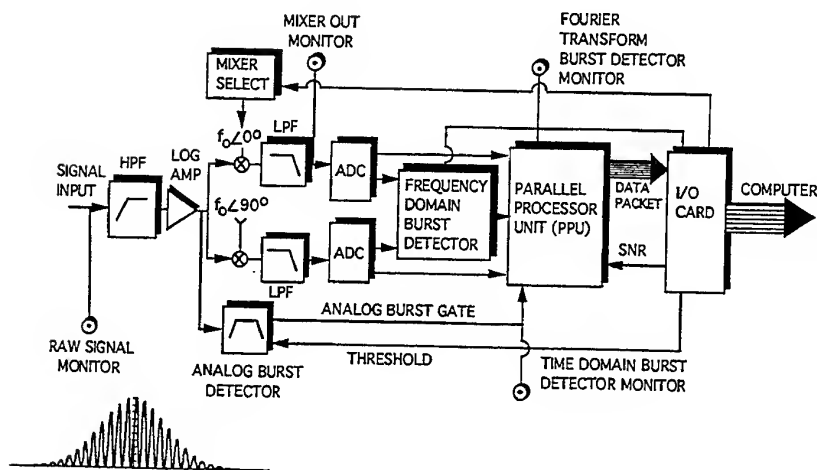 MIXER OUT
MONITOR
FOURIER
TRANSFORM
BURST DETECTOR
MONITOR
MIXER
SELECT
f₀∠0°
LPF
LOG
AMP
HPF
SIGNAL
INPUT
ADC
f₀∠90°
FREQUENCY
DOMAIN
BURST
DETECTOR
PARALLEL
PROCESSOR
UNIT (PPU)
DATA
PACKET
I/O
CARD
COMPUTER
ADC
LPF
SNR
ANALOG BURST GATE
THRESHOLD
RAW SIGNAL
MONITOR
ANALOG BURST
DETECTOR
TIME DOMAIN BURST
DETECTOR MONITOR